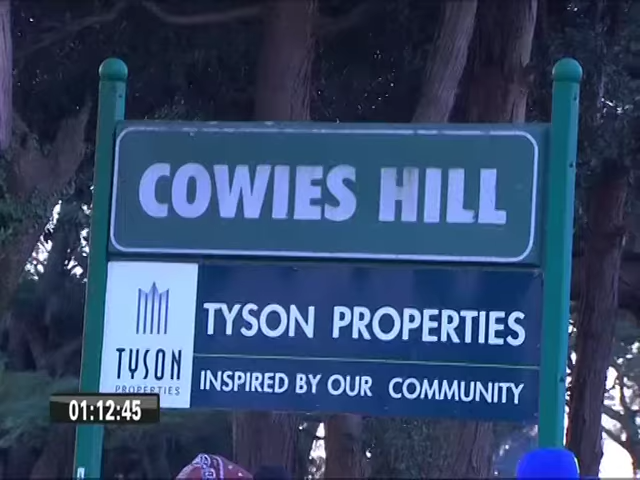 COWIES HILL
TYSON PROPERTIES
INSPIRED BY OUR COMMUNITY
TYSON
PROPERTIES
01:12:45